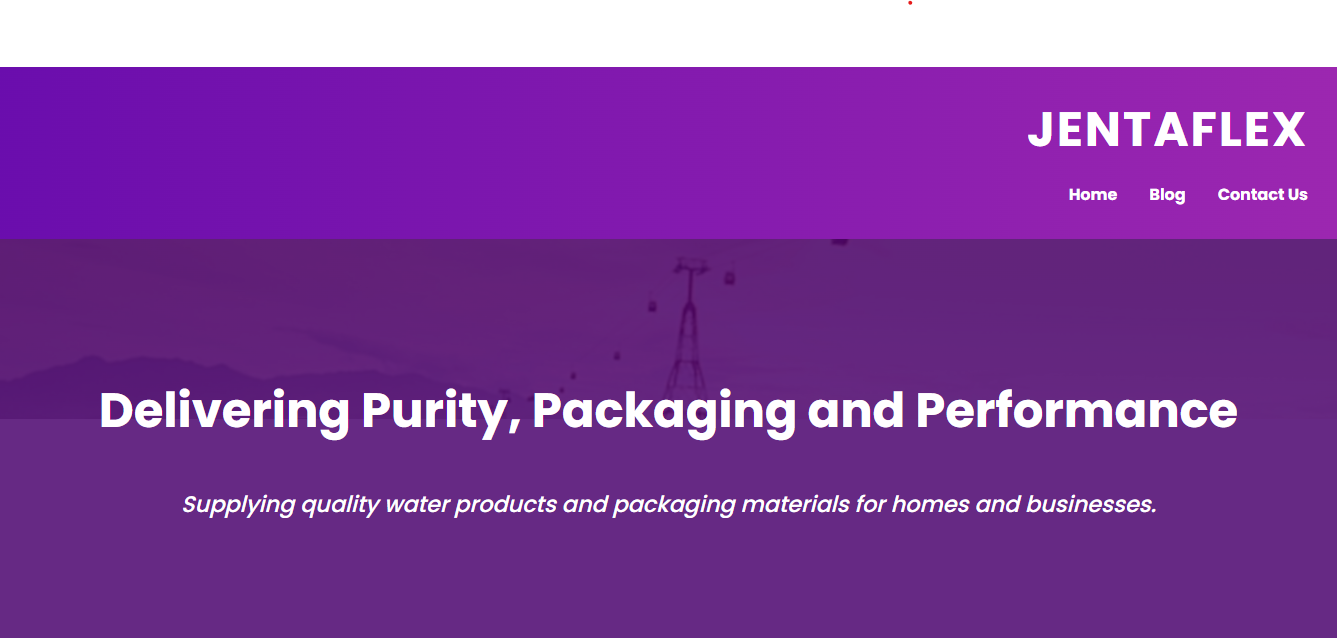 JENTAFLEX
Home Blog Contact Us
Delivering Purity, Packaging and Performance
Supplying quality water products and packaging materials for homes and businesses.